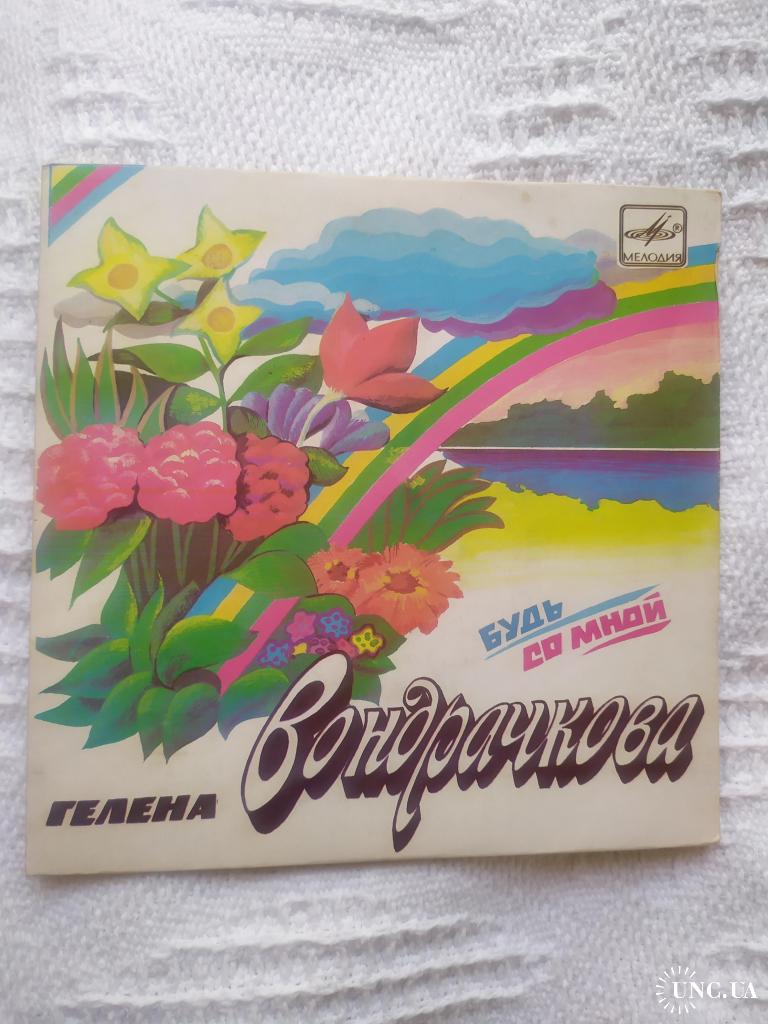 МЕЛОДИЯ
®
БУДЬ
СО МНОЙ
ГЕЛЕНА
Вондрачкова
UNC.UA